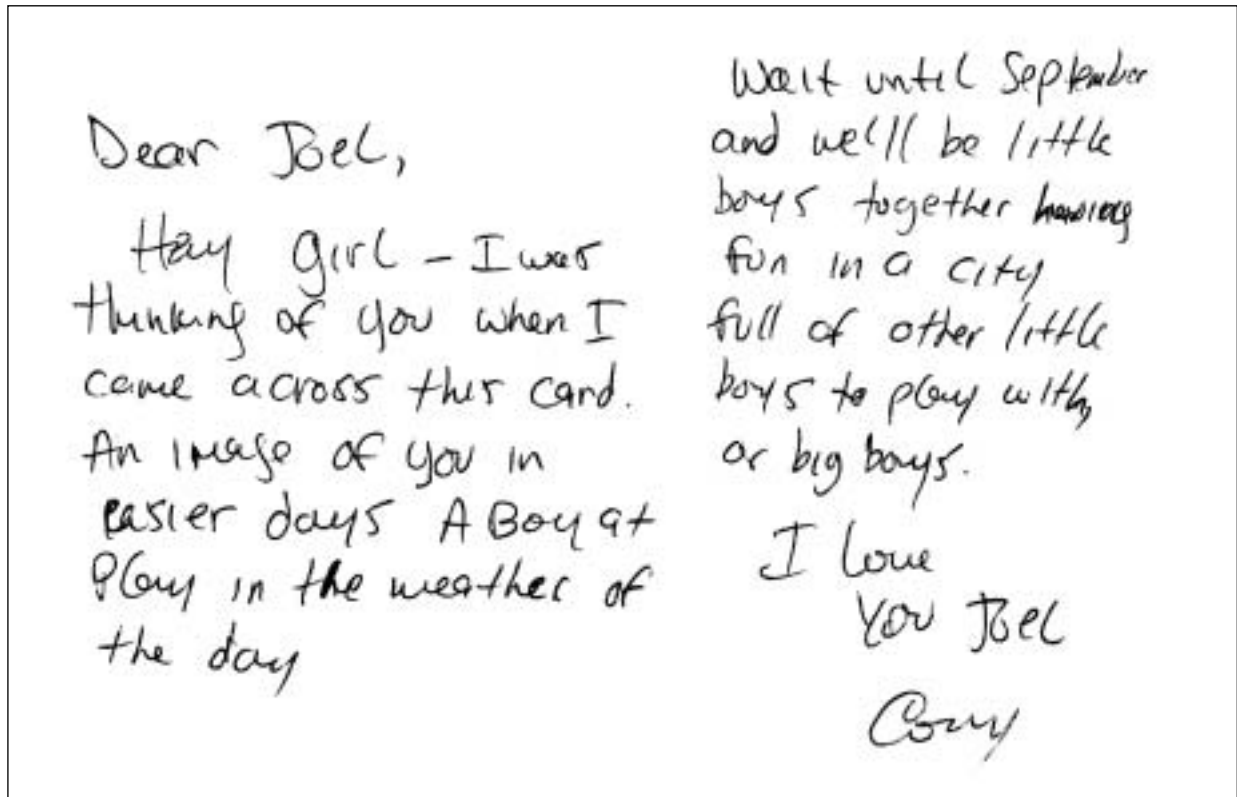 Dear Joel,
Hay girl – I was
thinking of you when I
came across this card.
An image of you in
easier days A Boy at
Play in the weather of
the day
Wait until September
and we'll be little
boys together having
fun in a city
full of other little
boys to play with,
or big boys.
I love
you Joel
Cory